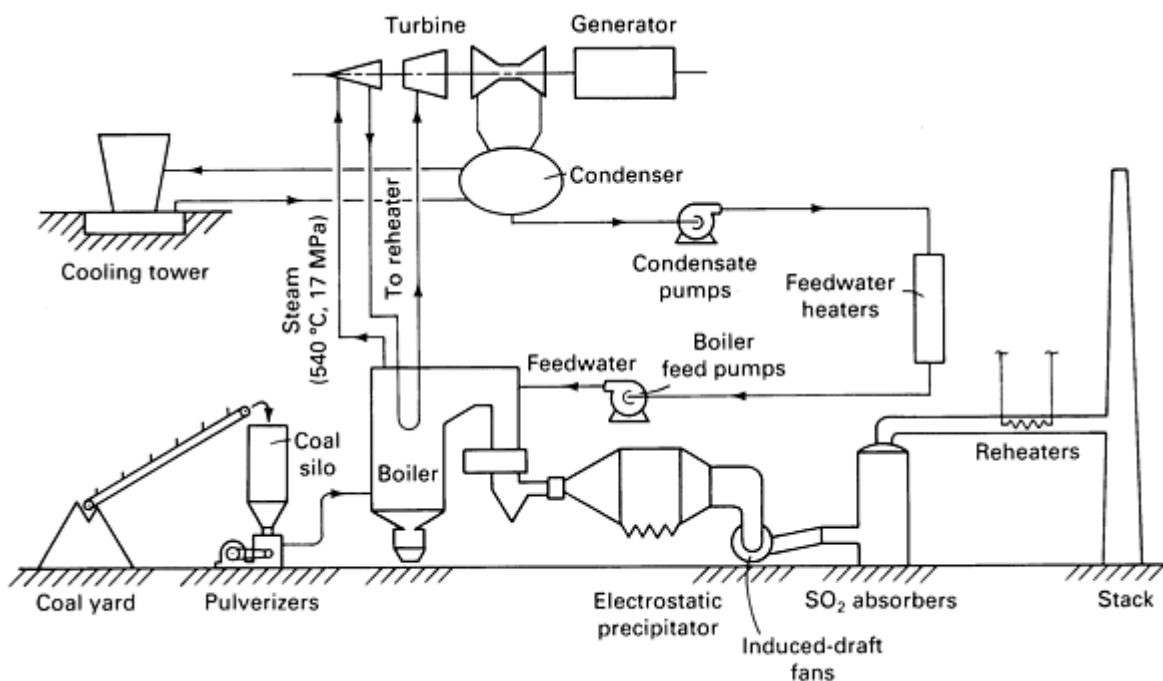 Turbine
Generator
Condenser
Cooling tower
Steam
(540 °C, 17 MPa)
To reheater
Condensate
pumps
Feedwater
heaters
Feedwater
Boiler
feed pumps
Coal
silo
Boiler
Reheaters
Coal yard
Pulverizers
Electrostatic
precipitator
Induced-draft
fans
SO₂ absorbers
Stack